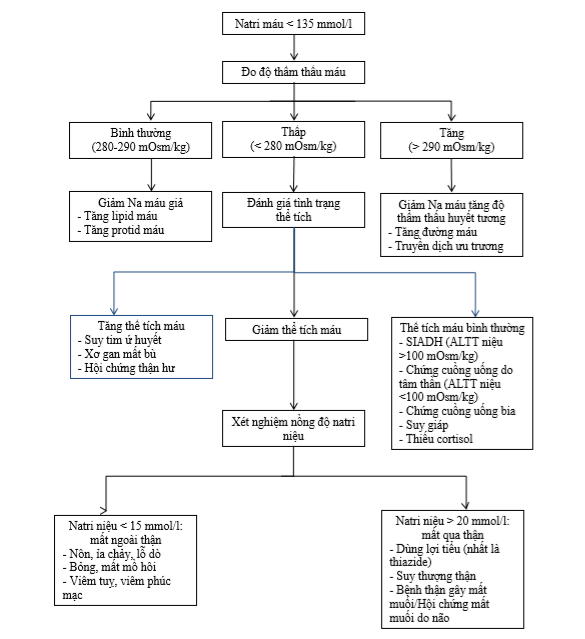 Natri máu < 135 mmol/l
Đo độ thẩm thấu máu
Bình thường
(280-290 mOsm/kg)
Thấp
(< 280 mOsm/kg)
Tăng
(> 290 mOsm/kg)
Giảm Na máu giả
- Tăng lipid máu
- Tăng protid máu
Đánh giá tình trạng
thể tích
Giảm Na máu tăng độ
thẩm thấu huyết tương
- Tăng đường máu
- Truyền dịch ưu trương
Tăng thể tích máu
- Suy tim ứ huyết
- Xơ gan mất bù
- Hội chứng thận hư
Giảm thể tích máu
Thể tích máu bình thường
- SIADH (ALTT niệu
>100 mOsm/kg)
- Chứng cuồng uống do
tâm thần (ALTT niệu
<100 mOsm/kg)
- Chứng cuồng uống bia
- Suy giáp
- Thiếu cortisol
Xét nghiệm nồng độ natri
niệu
Natri niệu < 15 mmol/l:
mất ngoài thận
- Nôn, ỉa chảy, lỗ dò
- Bỏng, mất mồ hôi
- Viêm tuỵ, viêm phúc
mạc
Natri niệu > 20 mmol/l:
mất qua thận
- Dùng lợi tiểu (nhất là
thiazide)
- Suy thượng thận
- Bệnh thận gây mất
muối/Hội chứng mất
muối do não